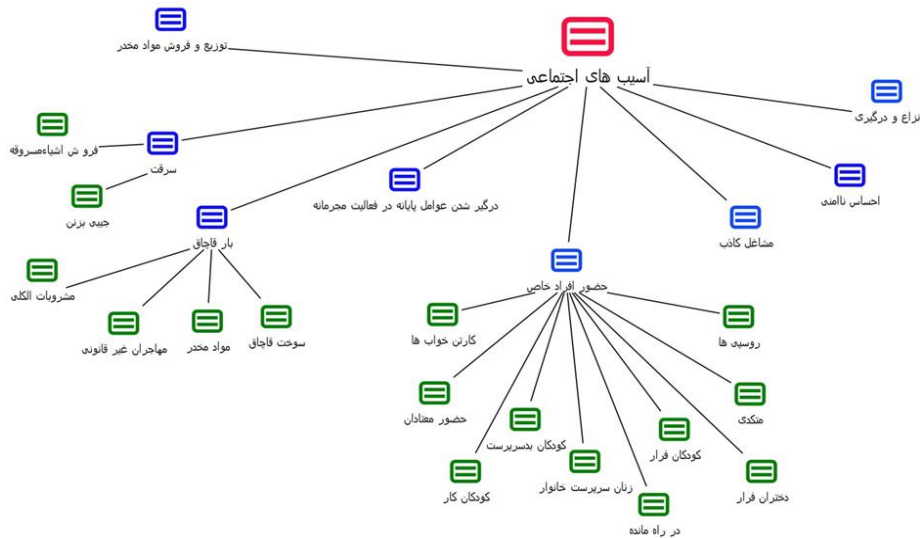 توزیع و فروش مواد مخدر
آسیب های اجتماعی
نزاع و درگیری
فرو ش اشیاءمسروقه
سرقت
احساس ناامنی
جیبی بزنن
درگیر شدن عوامل پایانه در فعالیت مجرمانه
بار قاچاق
مشاغل کاذب
حضور افراد خاص
مشروبات الکلی
مهاجران غیر قانونی
مواد مخدر
سوخت قاچاق
کارتن خواب ها
روسپی ها
حضور معتادان
متکدی
کودکان بدسرپرست
کودکان فرار
کودکان کار
زنان سرپرست خانوار
دختران فرار
در راه مانده